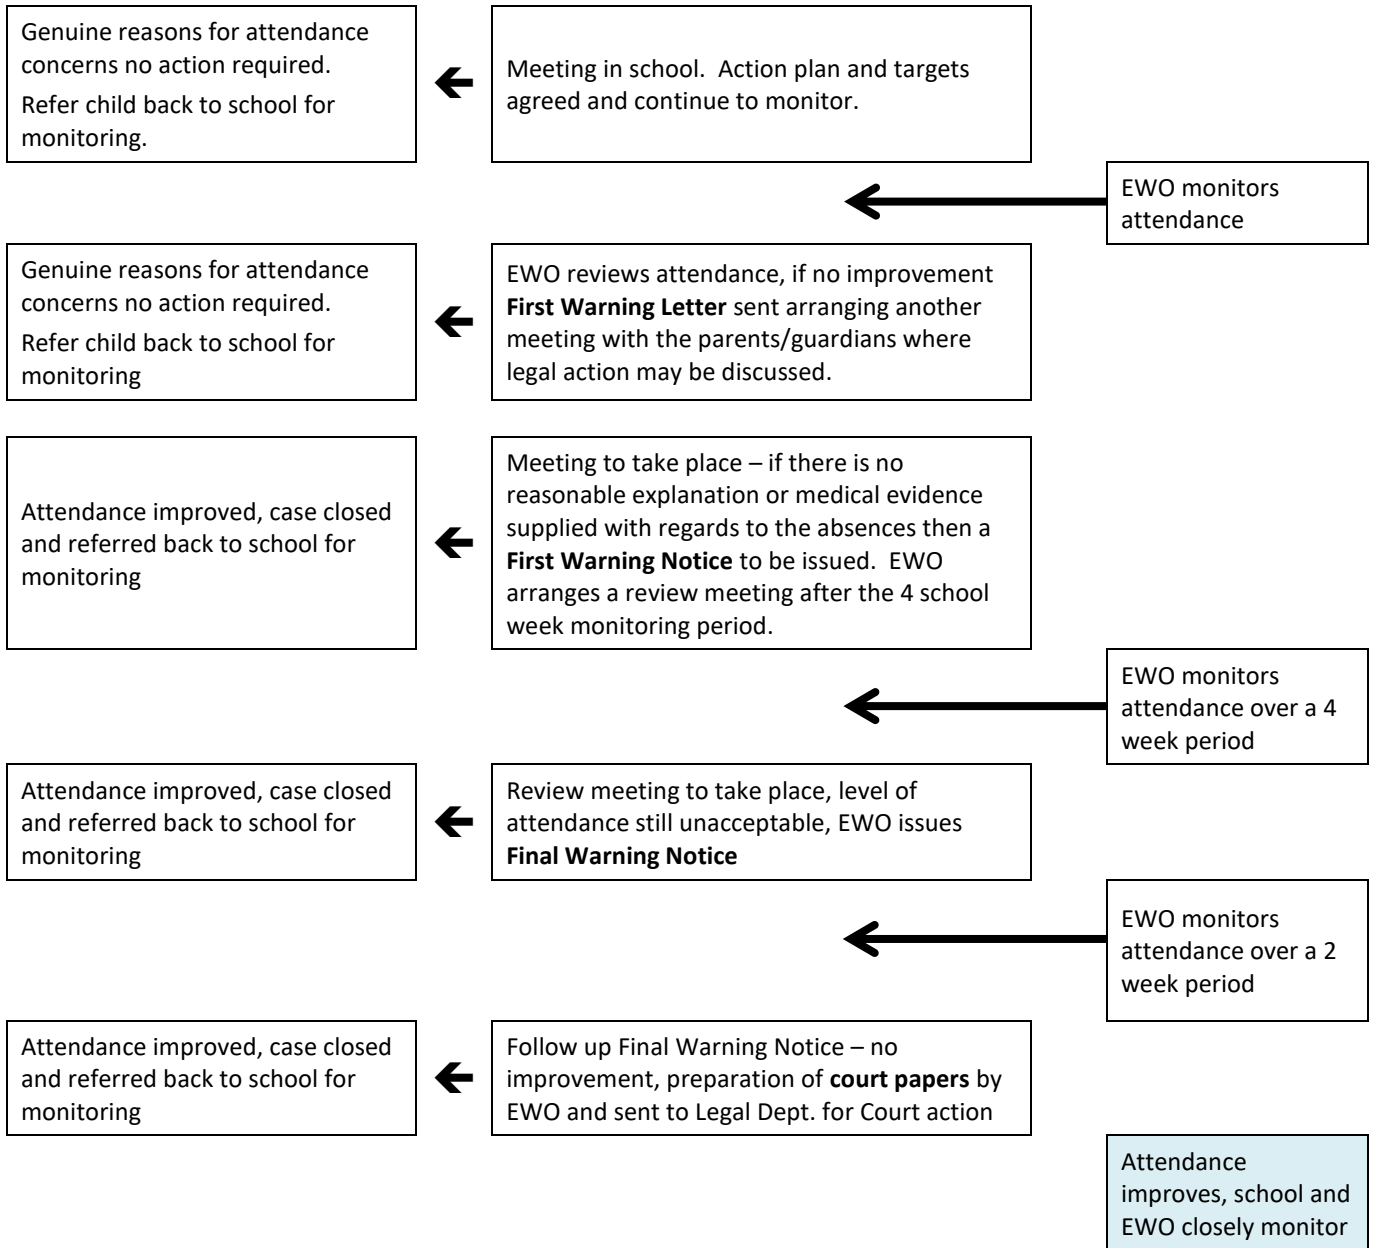 Genuine reasons for attendance
concerns no action required.
Refer child back to school for
monitoring.
Meeting in school.  Action plan and targets
agreed and continue to monitor.
EWO monitors
attendance
Genuine reasons for attendance
concerns no action required.
Refer child back to school for
monitoring
EWO reviews attendance, if no improvement
First Warning Letter sent arranging another
meeting with the parents/guardians where
legal action may be discussed.
Attendance improved, case closed
and referred back to school for
monitoring
Meeting to take place – if there is no
reasonable explanation or medical evidence
supplied with regards to the absences then a
First Warning Notice to be issued.  EWO
arranges a review meeting after the 4 school
week monitoring period.
EWO monitors
attendance over a 4
week period
Attendance improved, case closed
and referred back to school for
monitoring
Review meeting to take place, level of
attendance still unacceptable, EWO issues
Final Warning Notice
EWO monitors
attendance over a 2
week period
Attendance improved, case closed
and referred back to school for
monitoring
Follow up Final Warning Notice – no
improvement, preparation of court papers by
EWO and sent to Legal Dept. for Court action
Attendance
improves, school and
EWO closely monitor